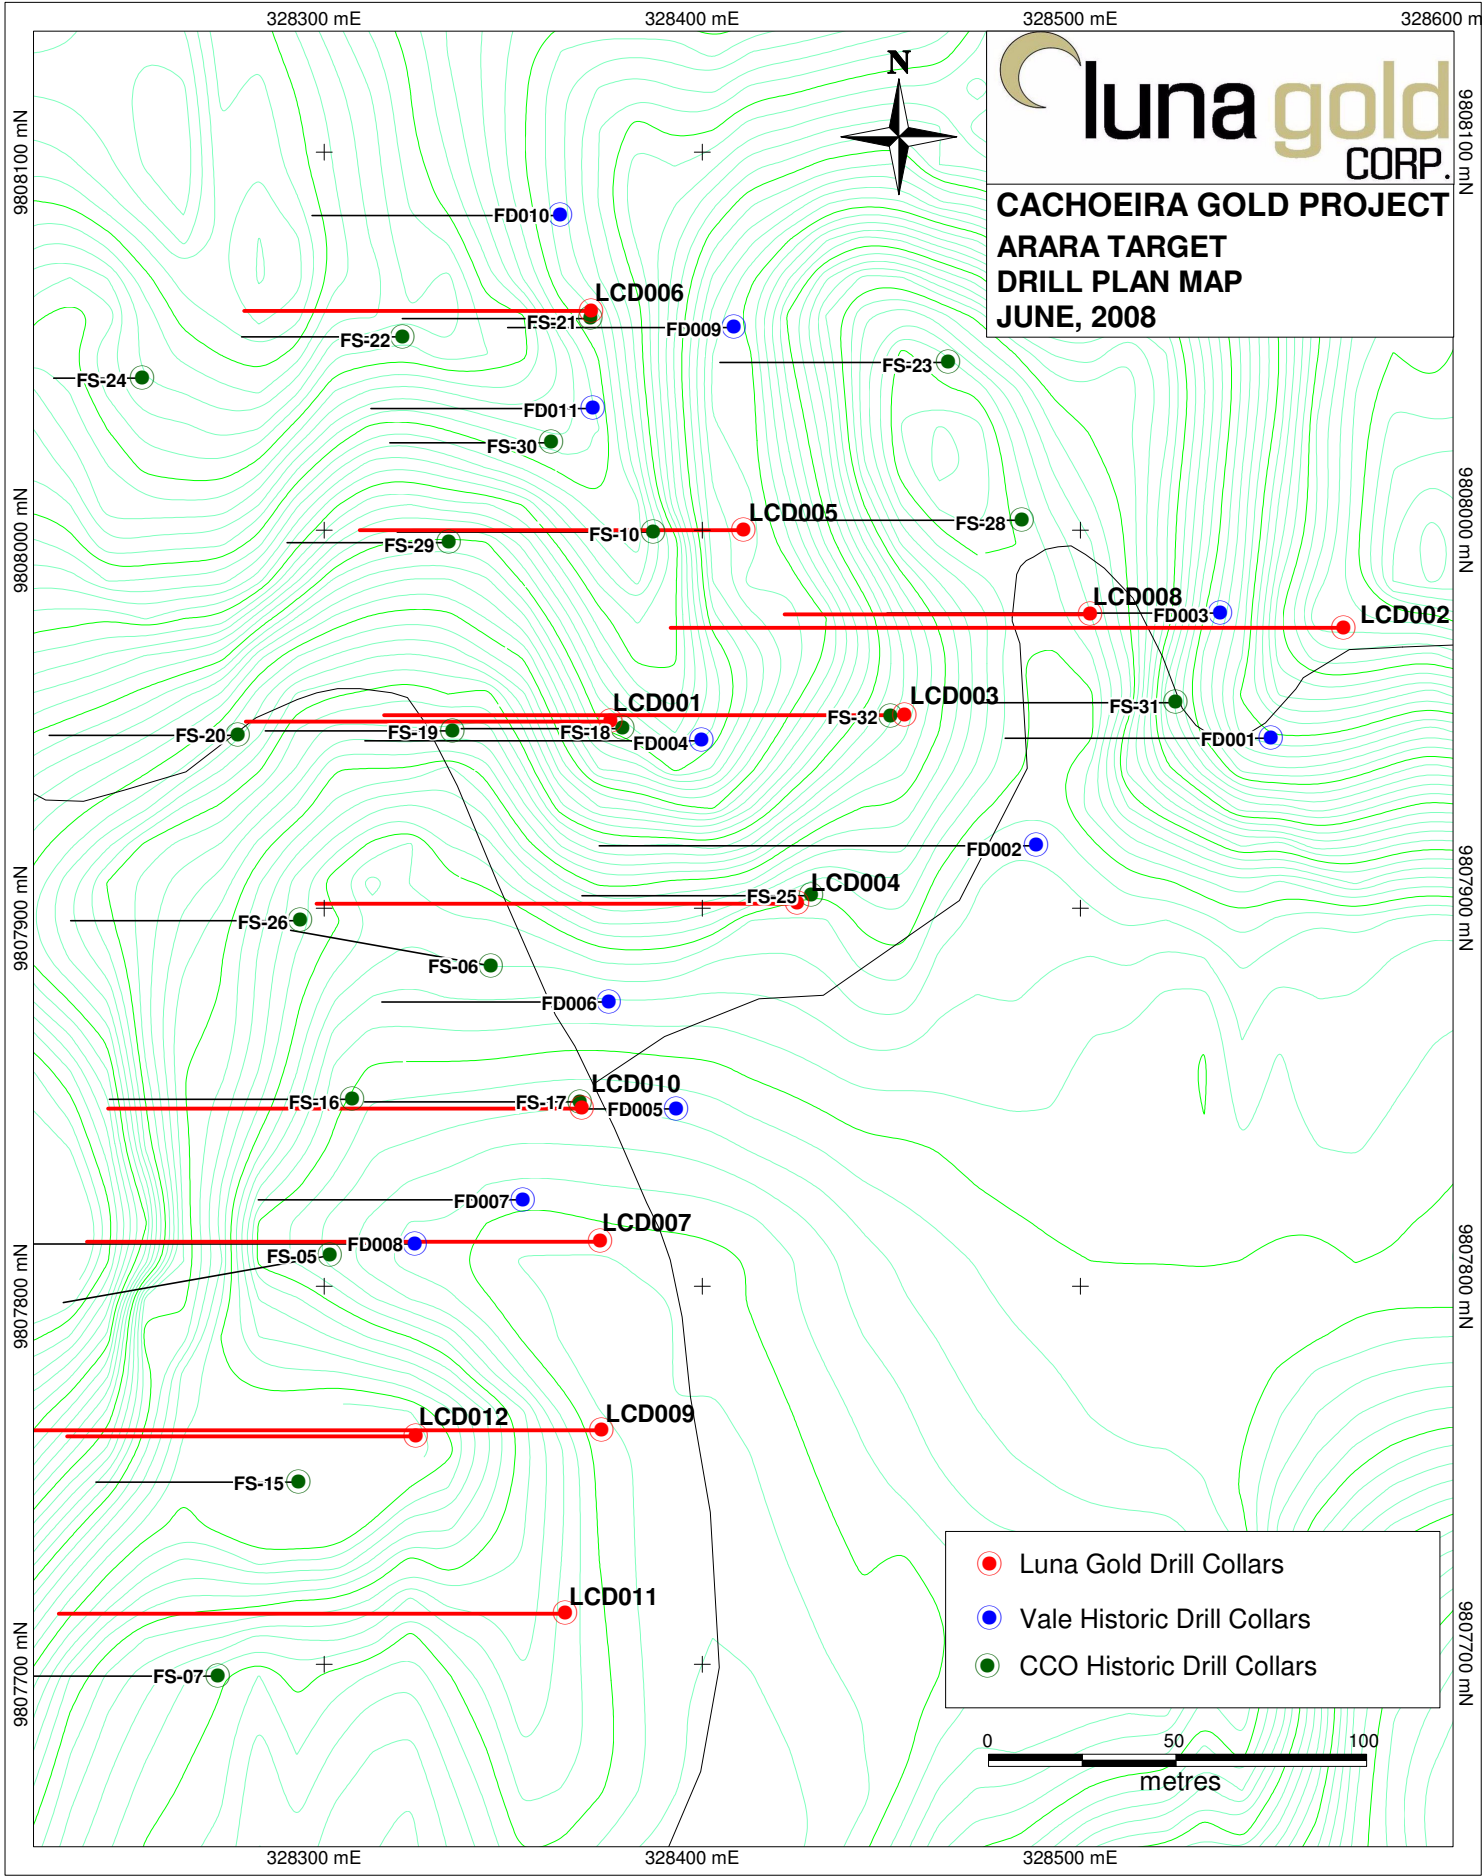 328300 mE
328400 mE
328500 mE
328600 m
N
luna gold
CORP.
CACHOEIRA GOLD PROJECT
ARARA TARGET
DRILL PLAN MAP
JUNE, 2008
9808100 mN
9808100 mN
FD010
LCD006
FS-21
FD009
FS-22
FS-23
FS-24
FD011
FS-30
9808000 mN
9808000 mN
LCD005
FS-10
FS-28
FS-29
LCD008
FD003
LCD002
LCD001
LCD003
FS-32
FS-31
FS-20
FS-19
FS-18
FD004
FD001
FD002
9807900 mN
9807900 mN
LCD004
FS-25
FS-26
FS-06
FD006
LCD010
FS-16
FS-17
FD005
FD007
LCD007
FD008
FS-05
9807800 mN
9807800 mN
LCD012
LCD009
FS-15
LCD011
Luna Gold Drill Collars
Vale Historic Drill Collars
CCO Historic Drill Collars
9807700 mN
9807700 mN
FS-07
0
50
100
metres
328300 mE
328400 mE
328500 mE